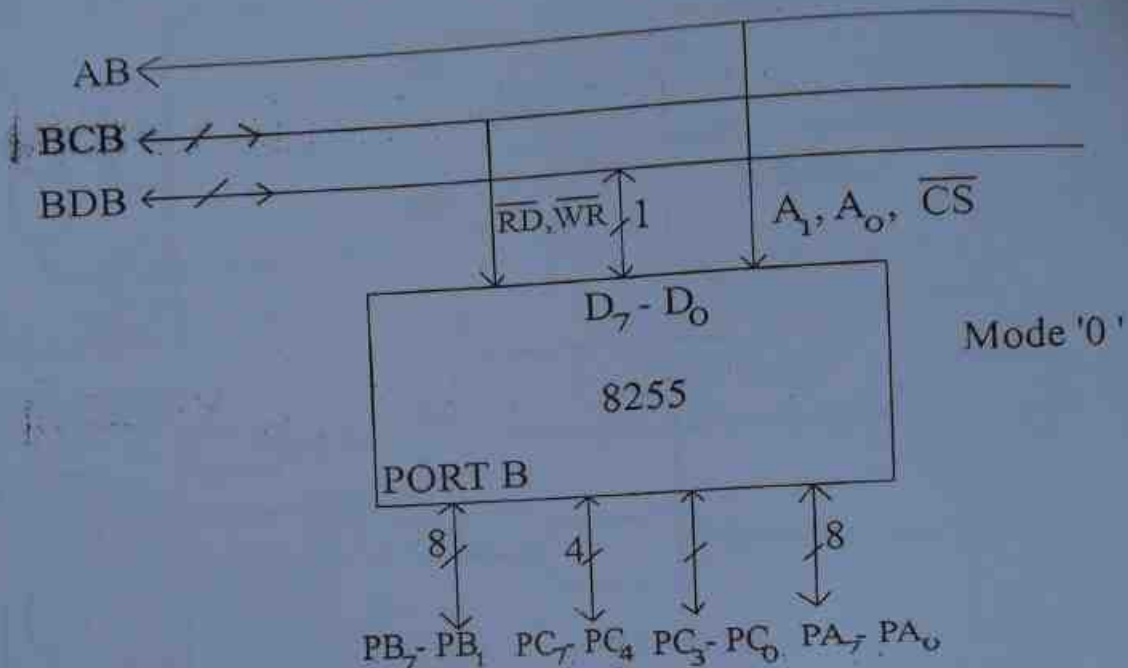 AB
BCB
BDB
RD, WR 1 A₁, A₀, CS
D₇ - D₀
Mode '0'
8255
PORT B
8 4 8
PB₇ - PB₁ PC₇ - PC₄ PC₃ - PC₀ PA₇ - PA₀